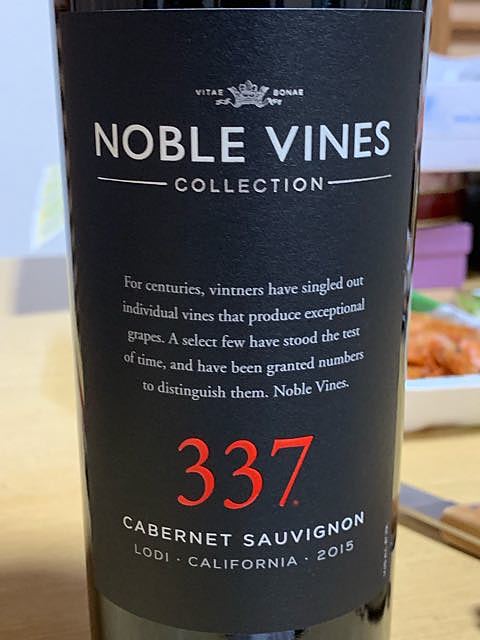 VITAE BONAE
NOBLE VINES
COLLECTION
For centuries, vintners have singled out
individual vines that produce exceptional
grapes. A select few have stood the test
of time, and have been granted numbers
to distinguish them. Noble Vines.
337
CABERNET SAUVIGNON
LODI · CALIFORNIA · 2015